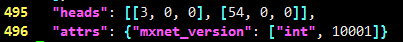 495 "heads": [[3, 0, 0], [54, 0, 0]],
496 "attrs": {"mxnet_version": ["int", 10001]}